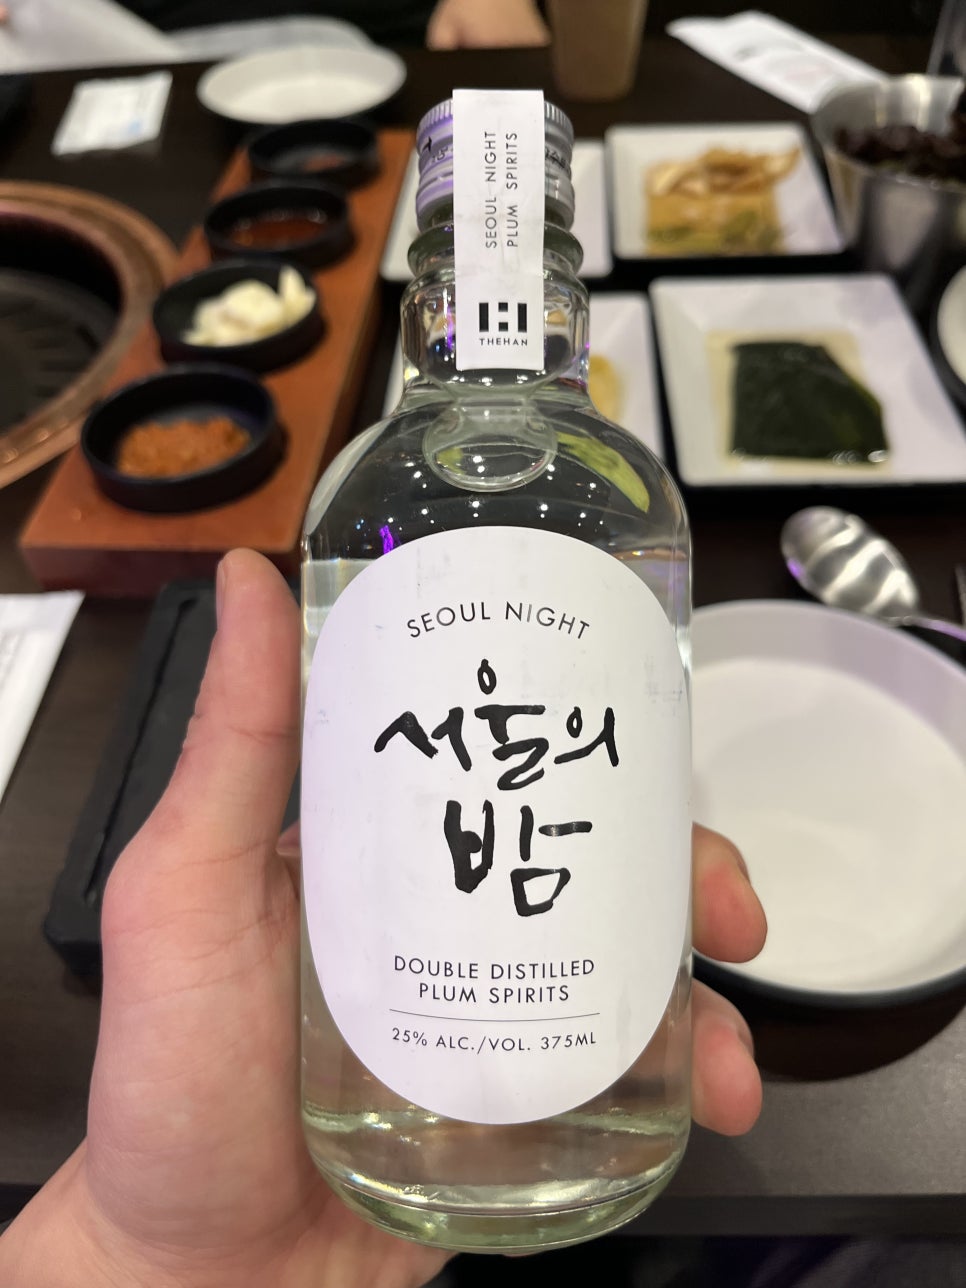 SEOUL NIGHT
PLUM SPIRITS
THEHAN
SEOUL NIGHT
서울의
밤
DOUBLE DISTILLED
PLUM SPIRITS
25% ALC./VOL. 375ML